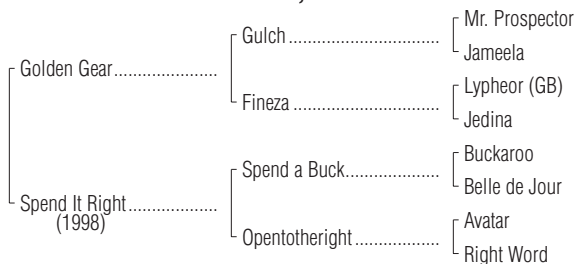 Mr. Prospector
Gulch ........................................
Jameela
Golden Gear......................
Lypheor (GB)
Fineza .......................................
Jedina
Buckaroo
Spend a Buck.........................
Belle de Jour
Spend It Right...................
(1998)
Avatar
Opentotheright ......................
Right Word